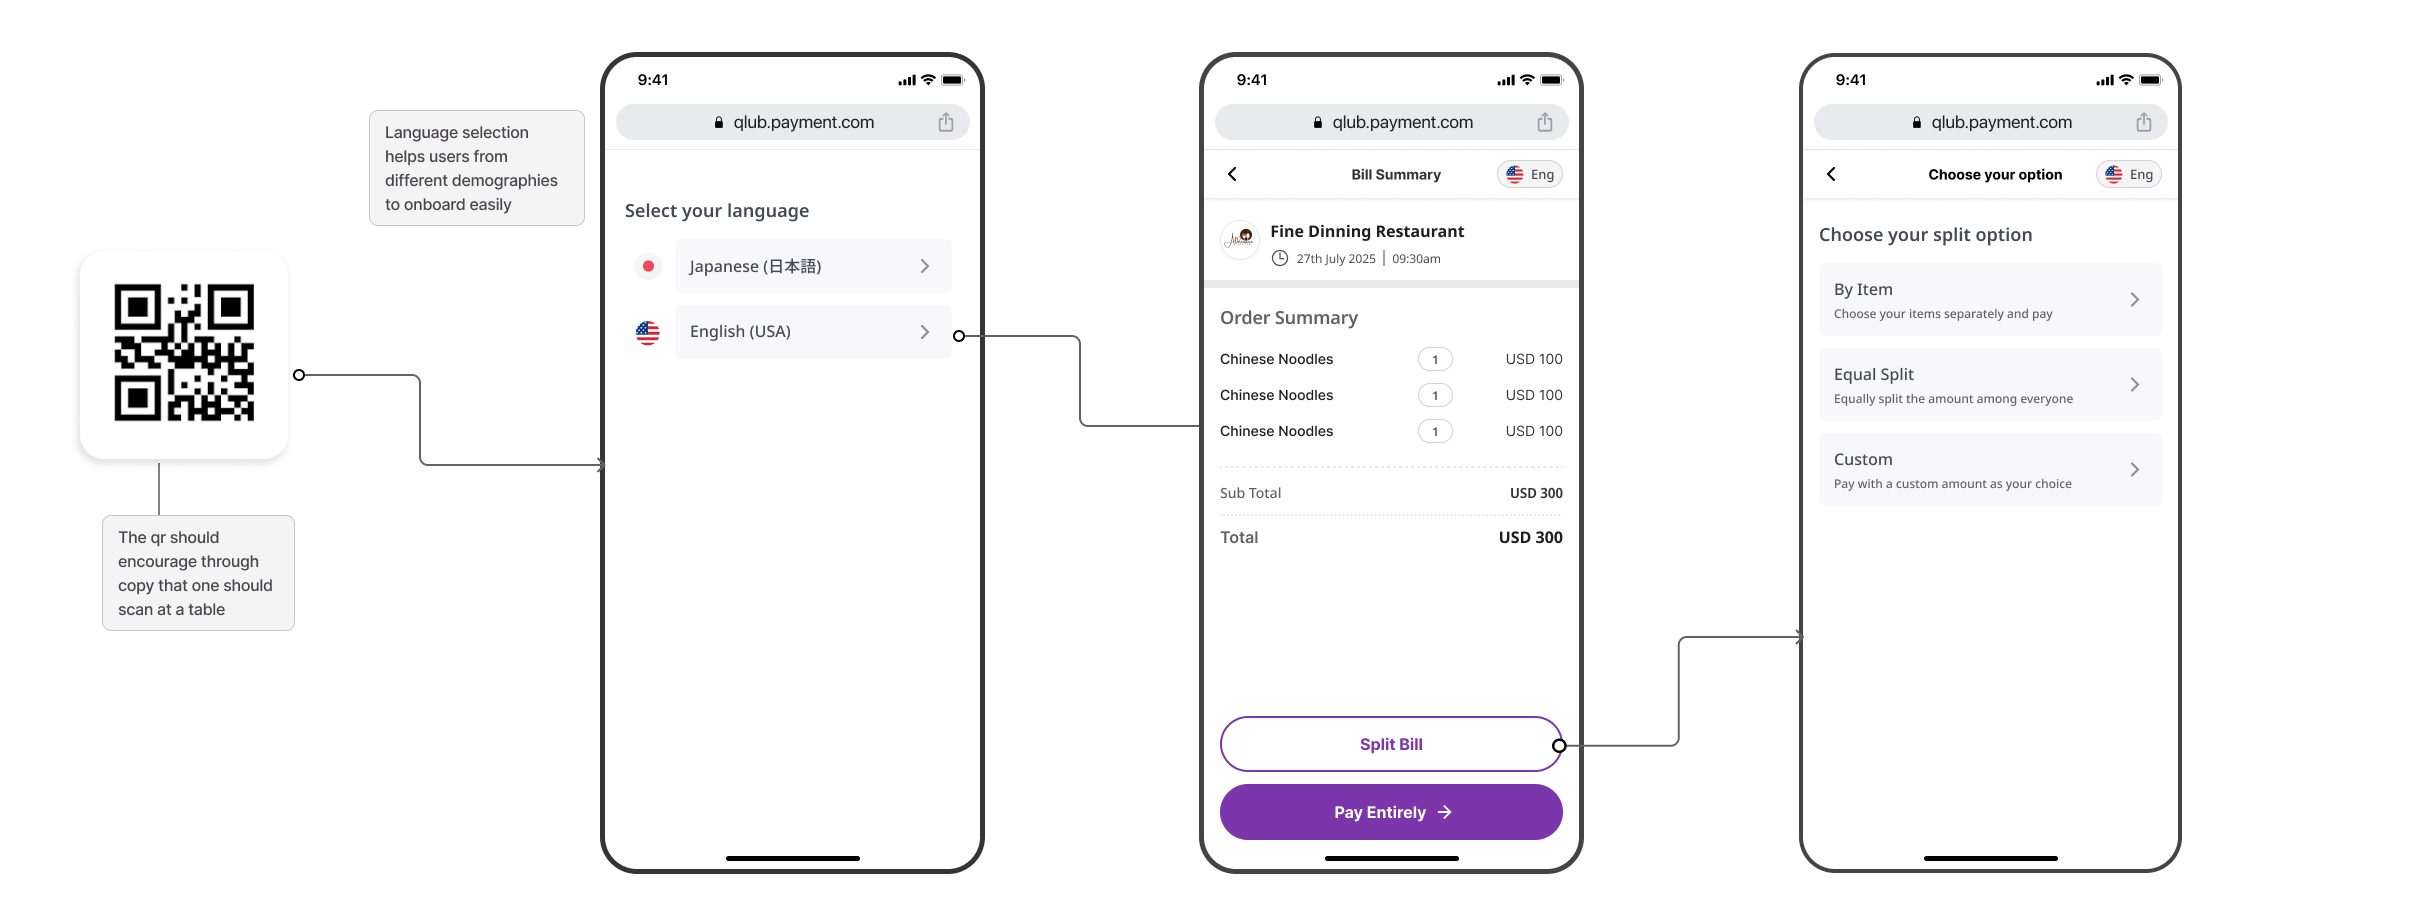 Language selection
helps users from
different demographies
to onboard easily
The qr should
encourage through
copy that one should
scan at a table
9:41
qlub.payment.com
Select your language
Japanese (日本語)
English (USA)
9:41
qlub.payment.com
Bill Summary
Eng
Fine Dinning Restaurant
27th July 2025 | 09:30am
Order Summary
Chinese Noodles 1 USD 100
Chinese Noodles 1 USD 100
Chinese Noodles 1 USD 100
Sub Total USD 300
Total USD 300
Split Bill
Pay Entirely
9:41
qlub.payment.com
Choose your option
Eng
Choose your split option
By Item
Choose your items separately and pay
Equal Split
Equally split the amount among everyone
Custom
Pay with a custom amount as your choice